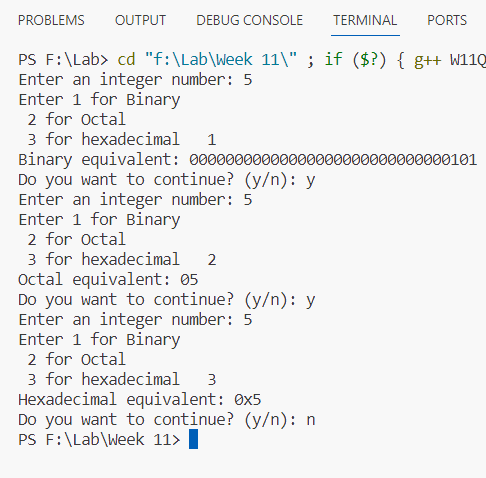 PROBLEMS OUTPUT DEBUG CONSOLE TERMINAL PORTS
PS F:\Lab> cd "f:\Lab\Week 11\" ; if ($?) { g++ W11Q
Enter an integer number: 5
Enter 1 for Binary
 2 for Octal
 3 for hexadecimal   1
Binary equivalent: 00000000000000000000000000000101
Do you want to continue? (y/n): y
Enter an integer number: 5
Enter 1 for Binary
 2 for Octal
 3 for hexadecimal   2
Octal equivalent: 05
Do you want to continue? (y/n): y
Enter an integer number: 5
Enter 1 for Binary
 2 for Octal
 3 for hexadecimal   3
Hexadecimal equivalent: 0x5
Do you want to continue? (y/n): n
PS F:\Lab\Week 11>